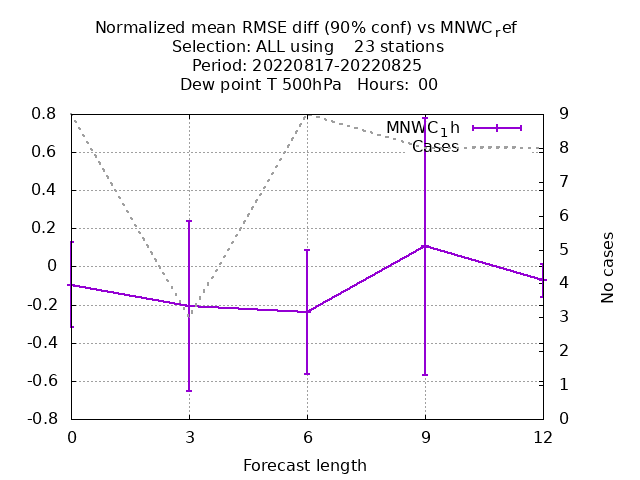 Normalized mean RMSE diff (90% conf) vs MNWC_ref
Selection: ALL using 23 stations
Period: 20220817-20220825
Dew point T 500hPa Hours: 00
MNWC_1h
Cases
0.8
0.6
0.4
0.2
0
-0.2
-0.4
-0.6
-0.8
9
8
7
6
5
4
3
2
1
0
No cases
0 3 6 9 12
Forecast length